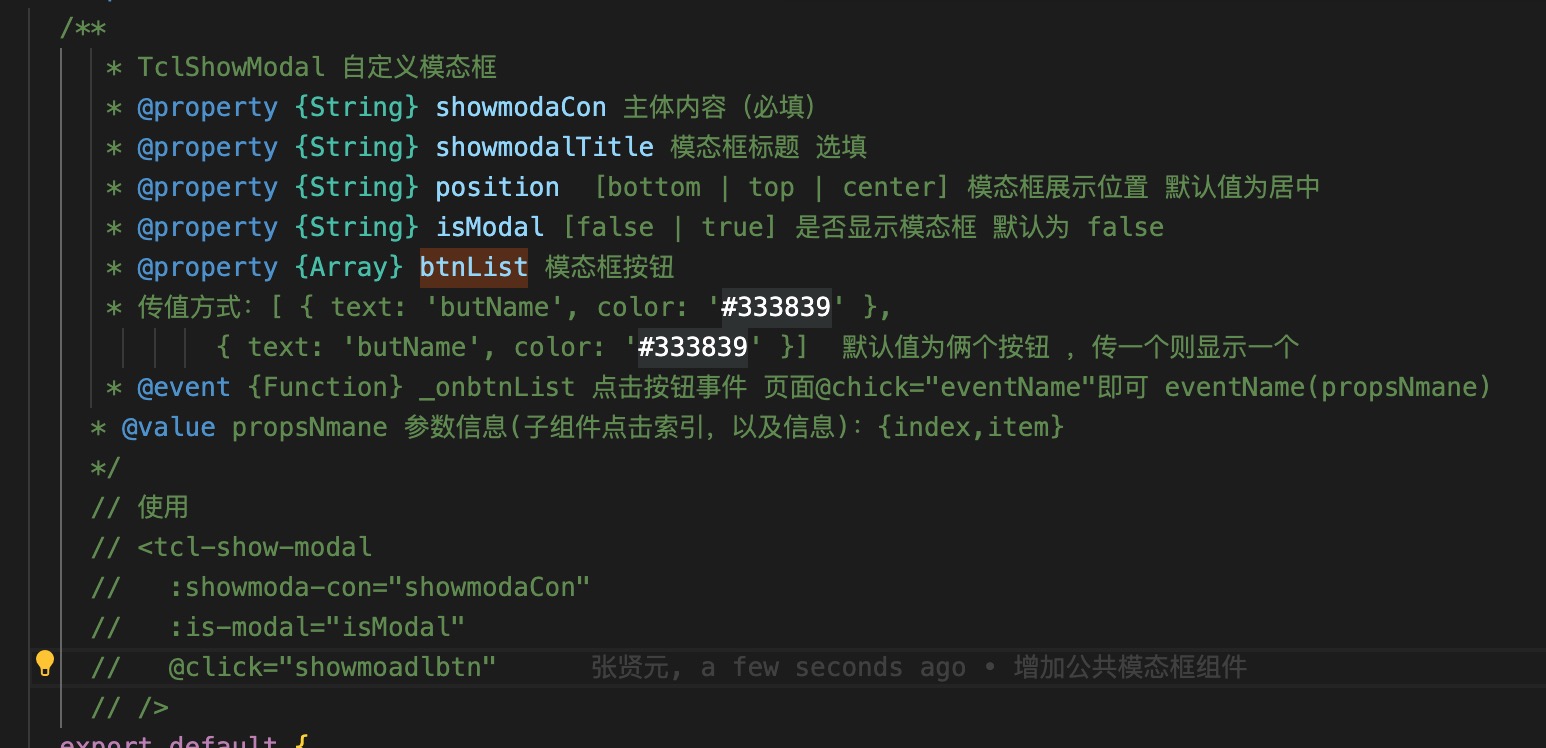 /**
* TclShowModal 自定义模态框
* @property {String} showmodaCon 主体内容（必填）
* @property {String} showmodalTitle 模态框标题 选填
* @property {String} position  [bottom | top | center] 模态框展示位置 默认值为居中
* @property {String} isModal [false | true] 是否显示模态框 默认为 false
* @property {Array} btnList 模态框按钮
* 传值方式：[ { text: 'butName', color: '#333839' },
{ text: 'butName', color: '#333839' }]  默认值为俩个按钮 ，传一个则显示一个
* @event {Function} _onbtnList 点击按钮事件 页面@chick="eventName"即可 eventName(propsNmane)
* @value propsNmane 参数信息(子组件点击索引，以及信息)：{index,item}
*/
// 使用
// <tcl-show-modal
//   :showmoda-con="showmodaCon"
//   :is-modal="isModal"
//   @click="showmoadlbtn"      张贤元, a few seconds ago • 增加公共模态框组件
// />
export default {